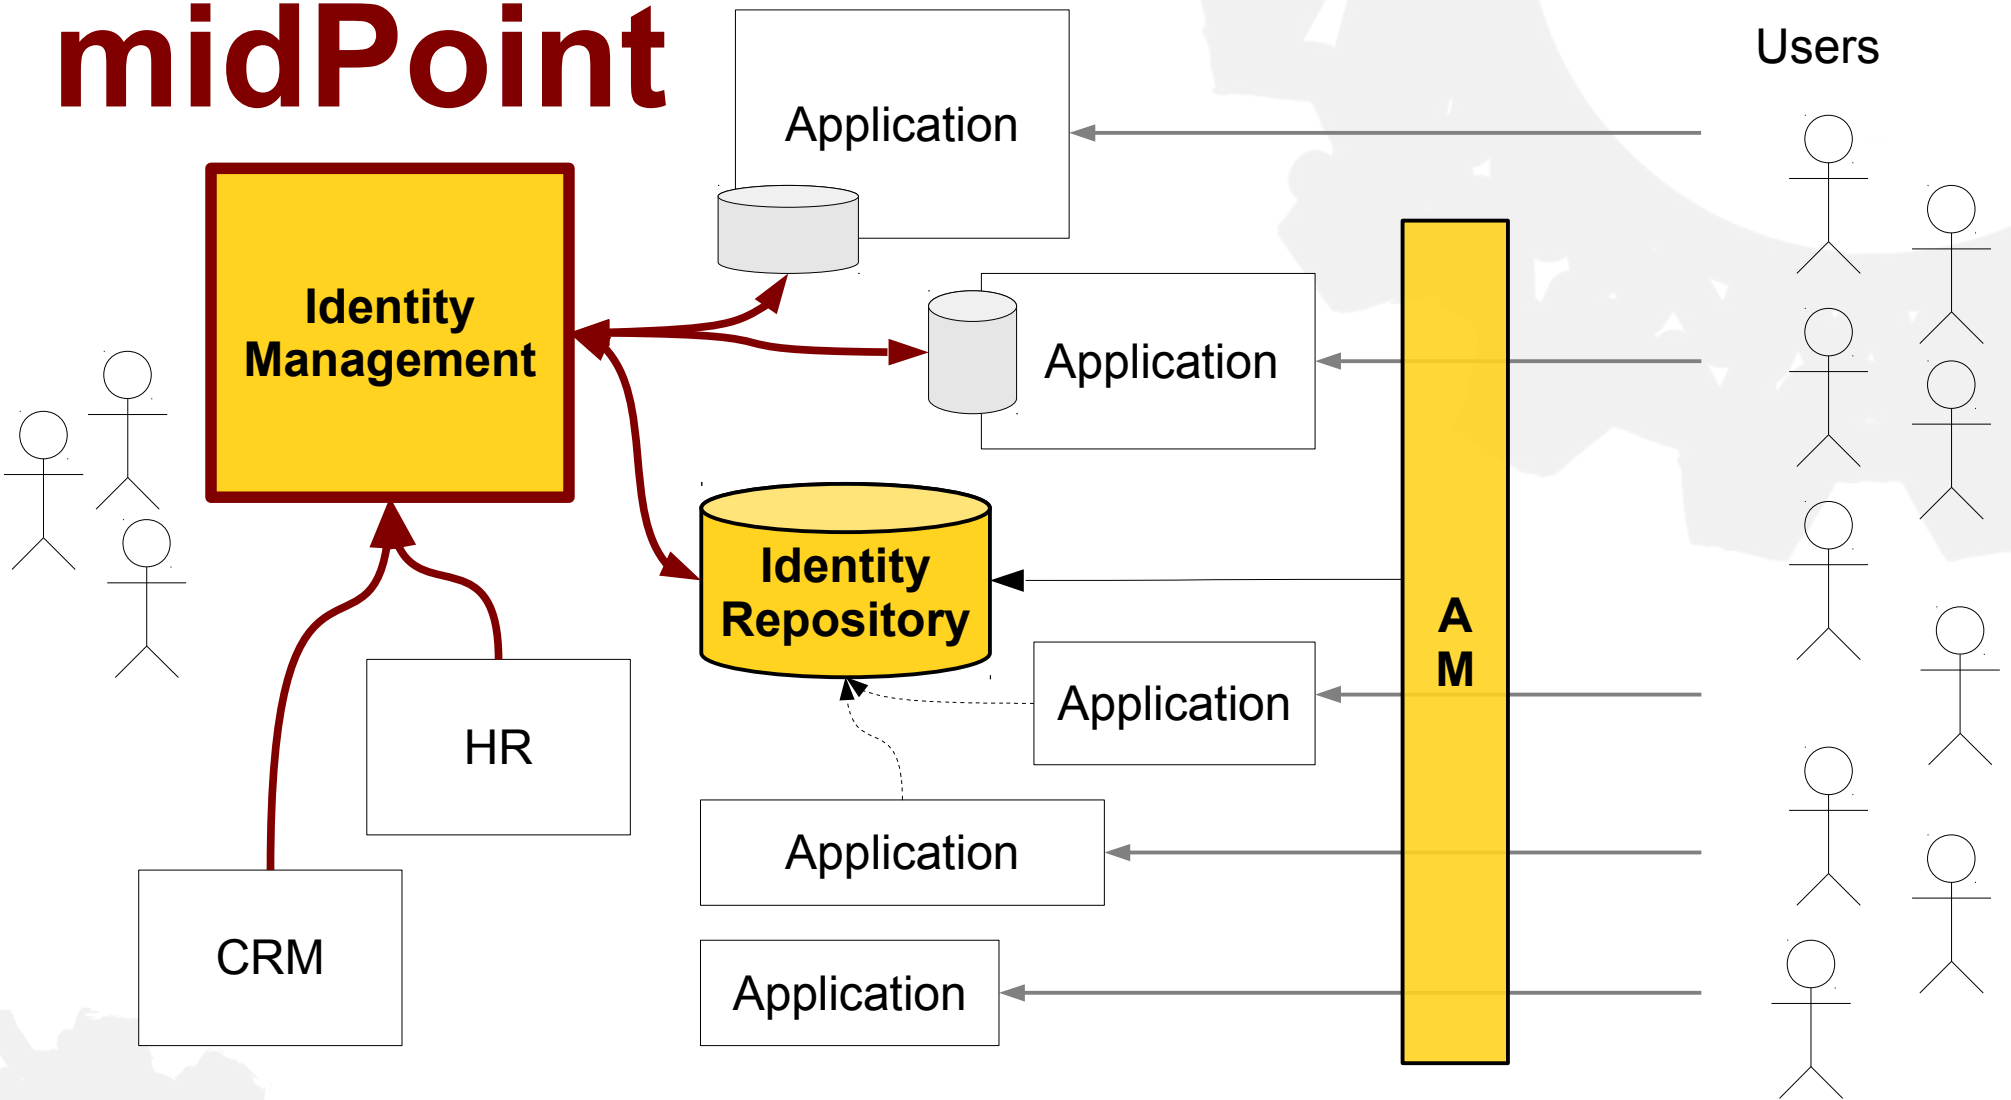 midPoint
Users
Application
Identity
Management
Application
Identity
Repository
A
M
Application
HR
Application
CRM
Application